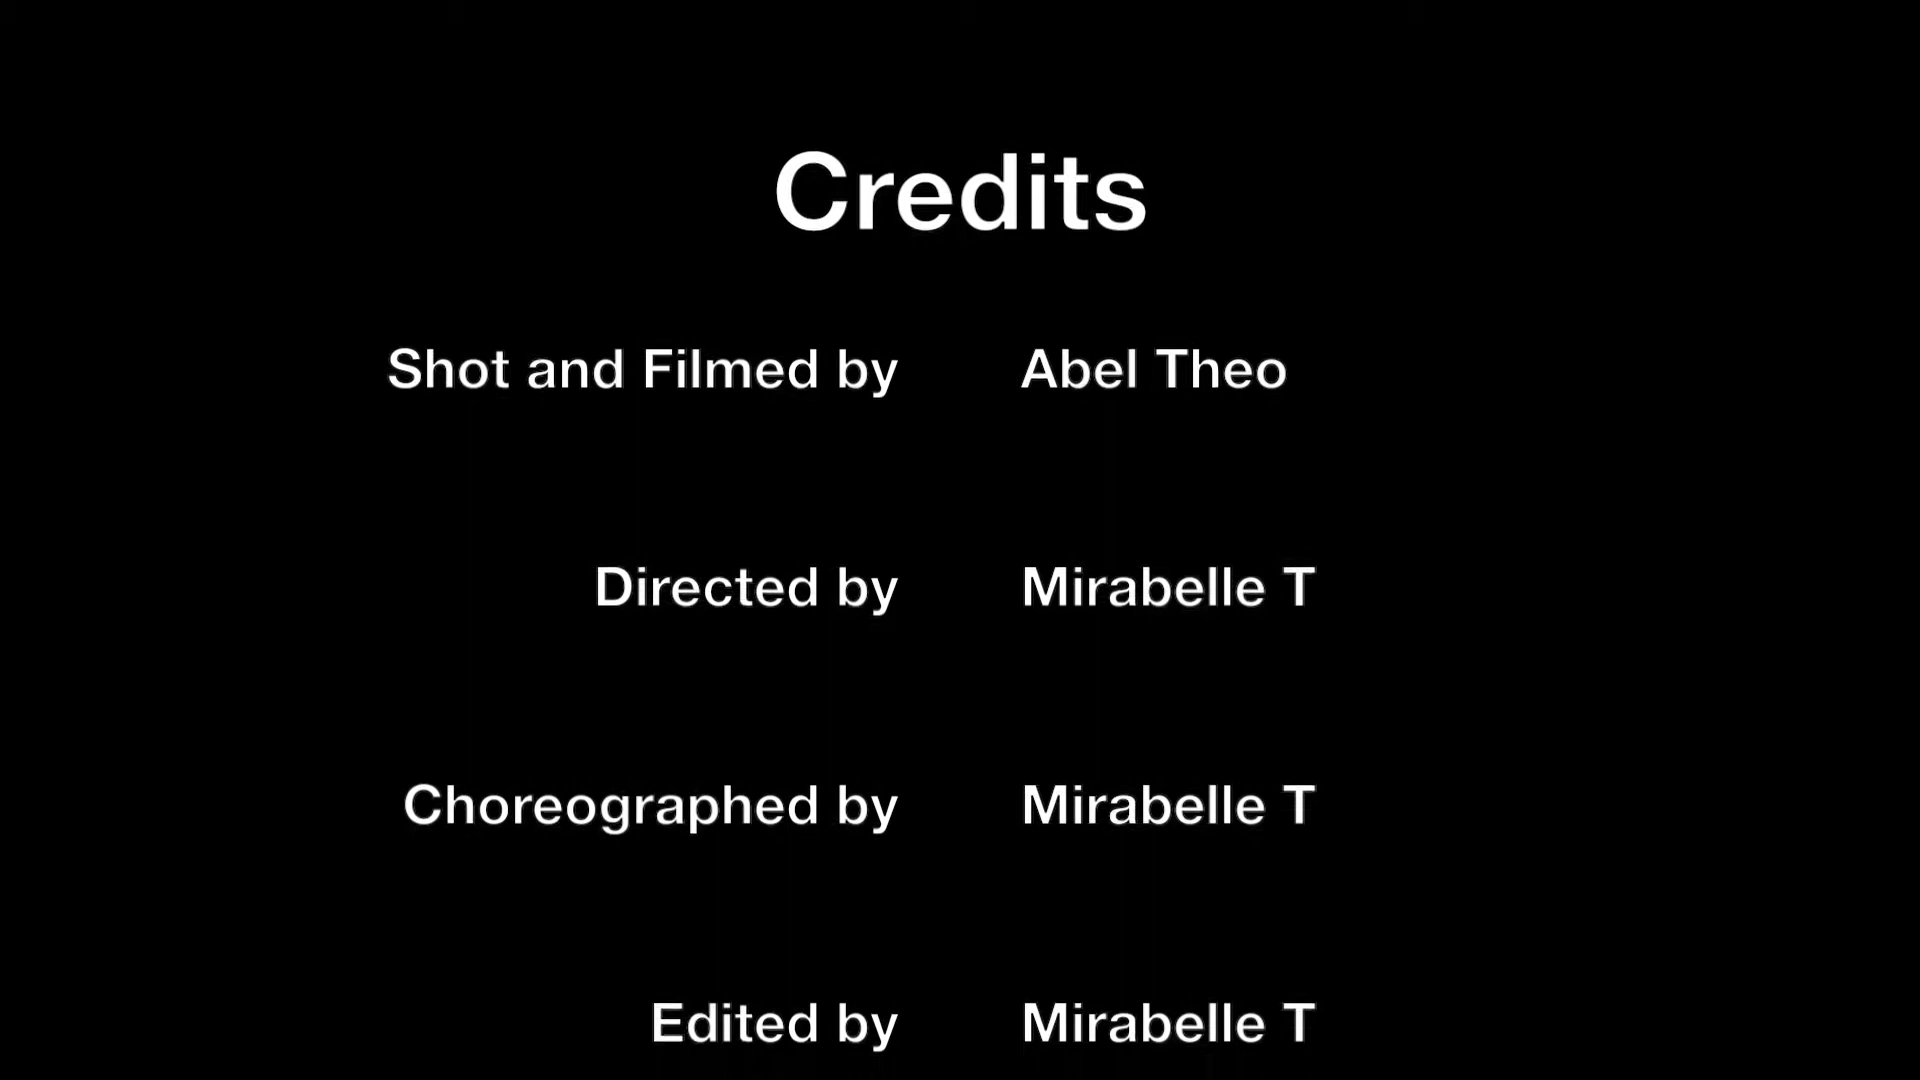 Credits
Shot and Filmed by Abel Theo
Directed by Mirabelle T
Choreographed by Mirabelle T
Edited by Mirabelle T